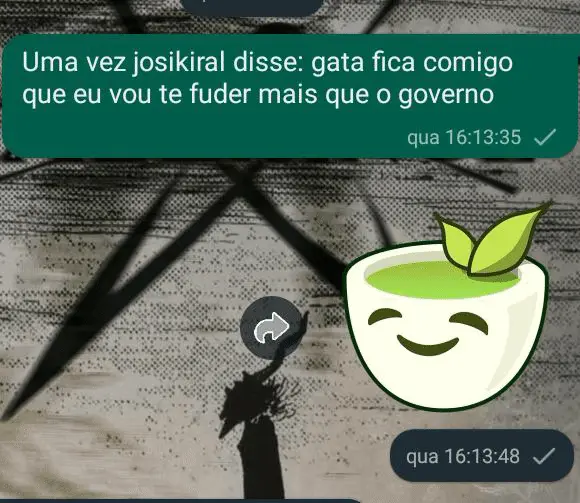 Uma vez josikiral disse: gata fica comigo
que eu vou te fuder mais que o governo
qua 16:13:35
qua 16:13:48